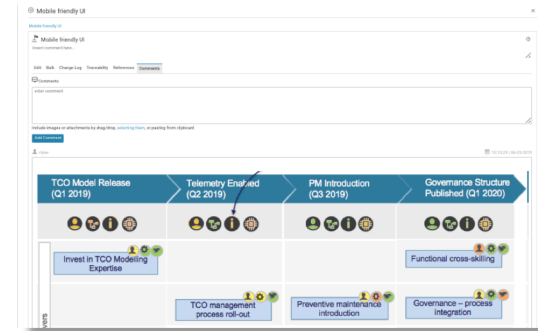 Mobile friendly UI
Mobile friendly UI
Mobile friendly UI
Insert comment here...
Edit Bulk Change Log Traceability References Comments
Comments
enter comment
Include images or attachments by drag/drop, selecting them, or pasting from clipboard
Add Comment
TCO Model Release
(Q1 2019)
Telemetry Enabled
(Q2 2019)
PM Introduction
(Q3 2019)
Governance Structure
Published (Q1 2020)
Invest in TCO Modelling
Expertise
Functional cross-skilling
TCO management
process roll-out
Preventive maintenance
introduction
Governance – process
integration
vers